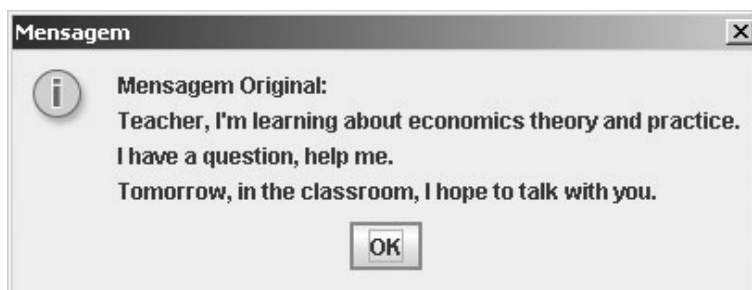 Mensagem
Mensagem Original:
Teacher, I'm learning about economics theory and practice.
I have a question, help me.
Tomorrow, in the classroom, I hope to talk with you.
OK